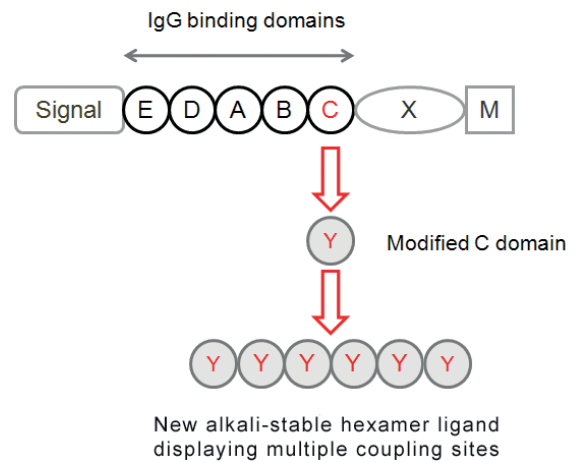 IgG binding domains
Signal E D A B C X M
Y Modified C domain
Y Y Y Y Y Y
New alkali-stable hexamer ligand
displaying multiple coupling sites